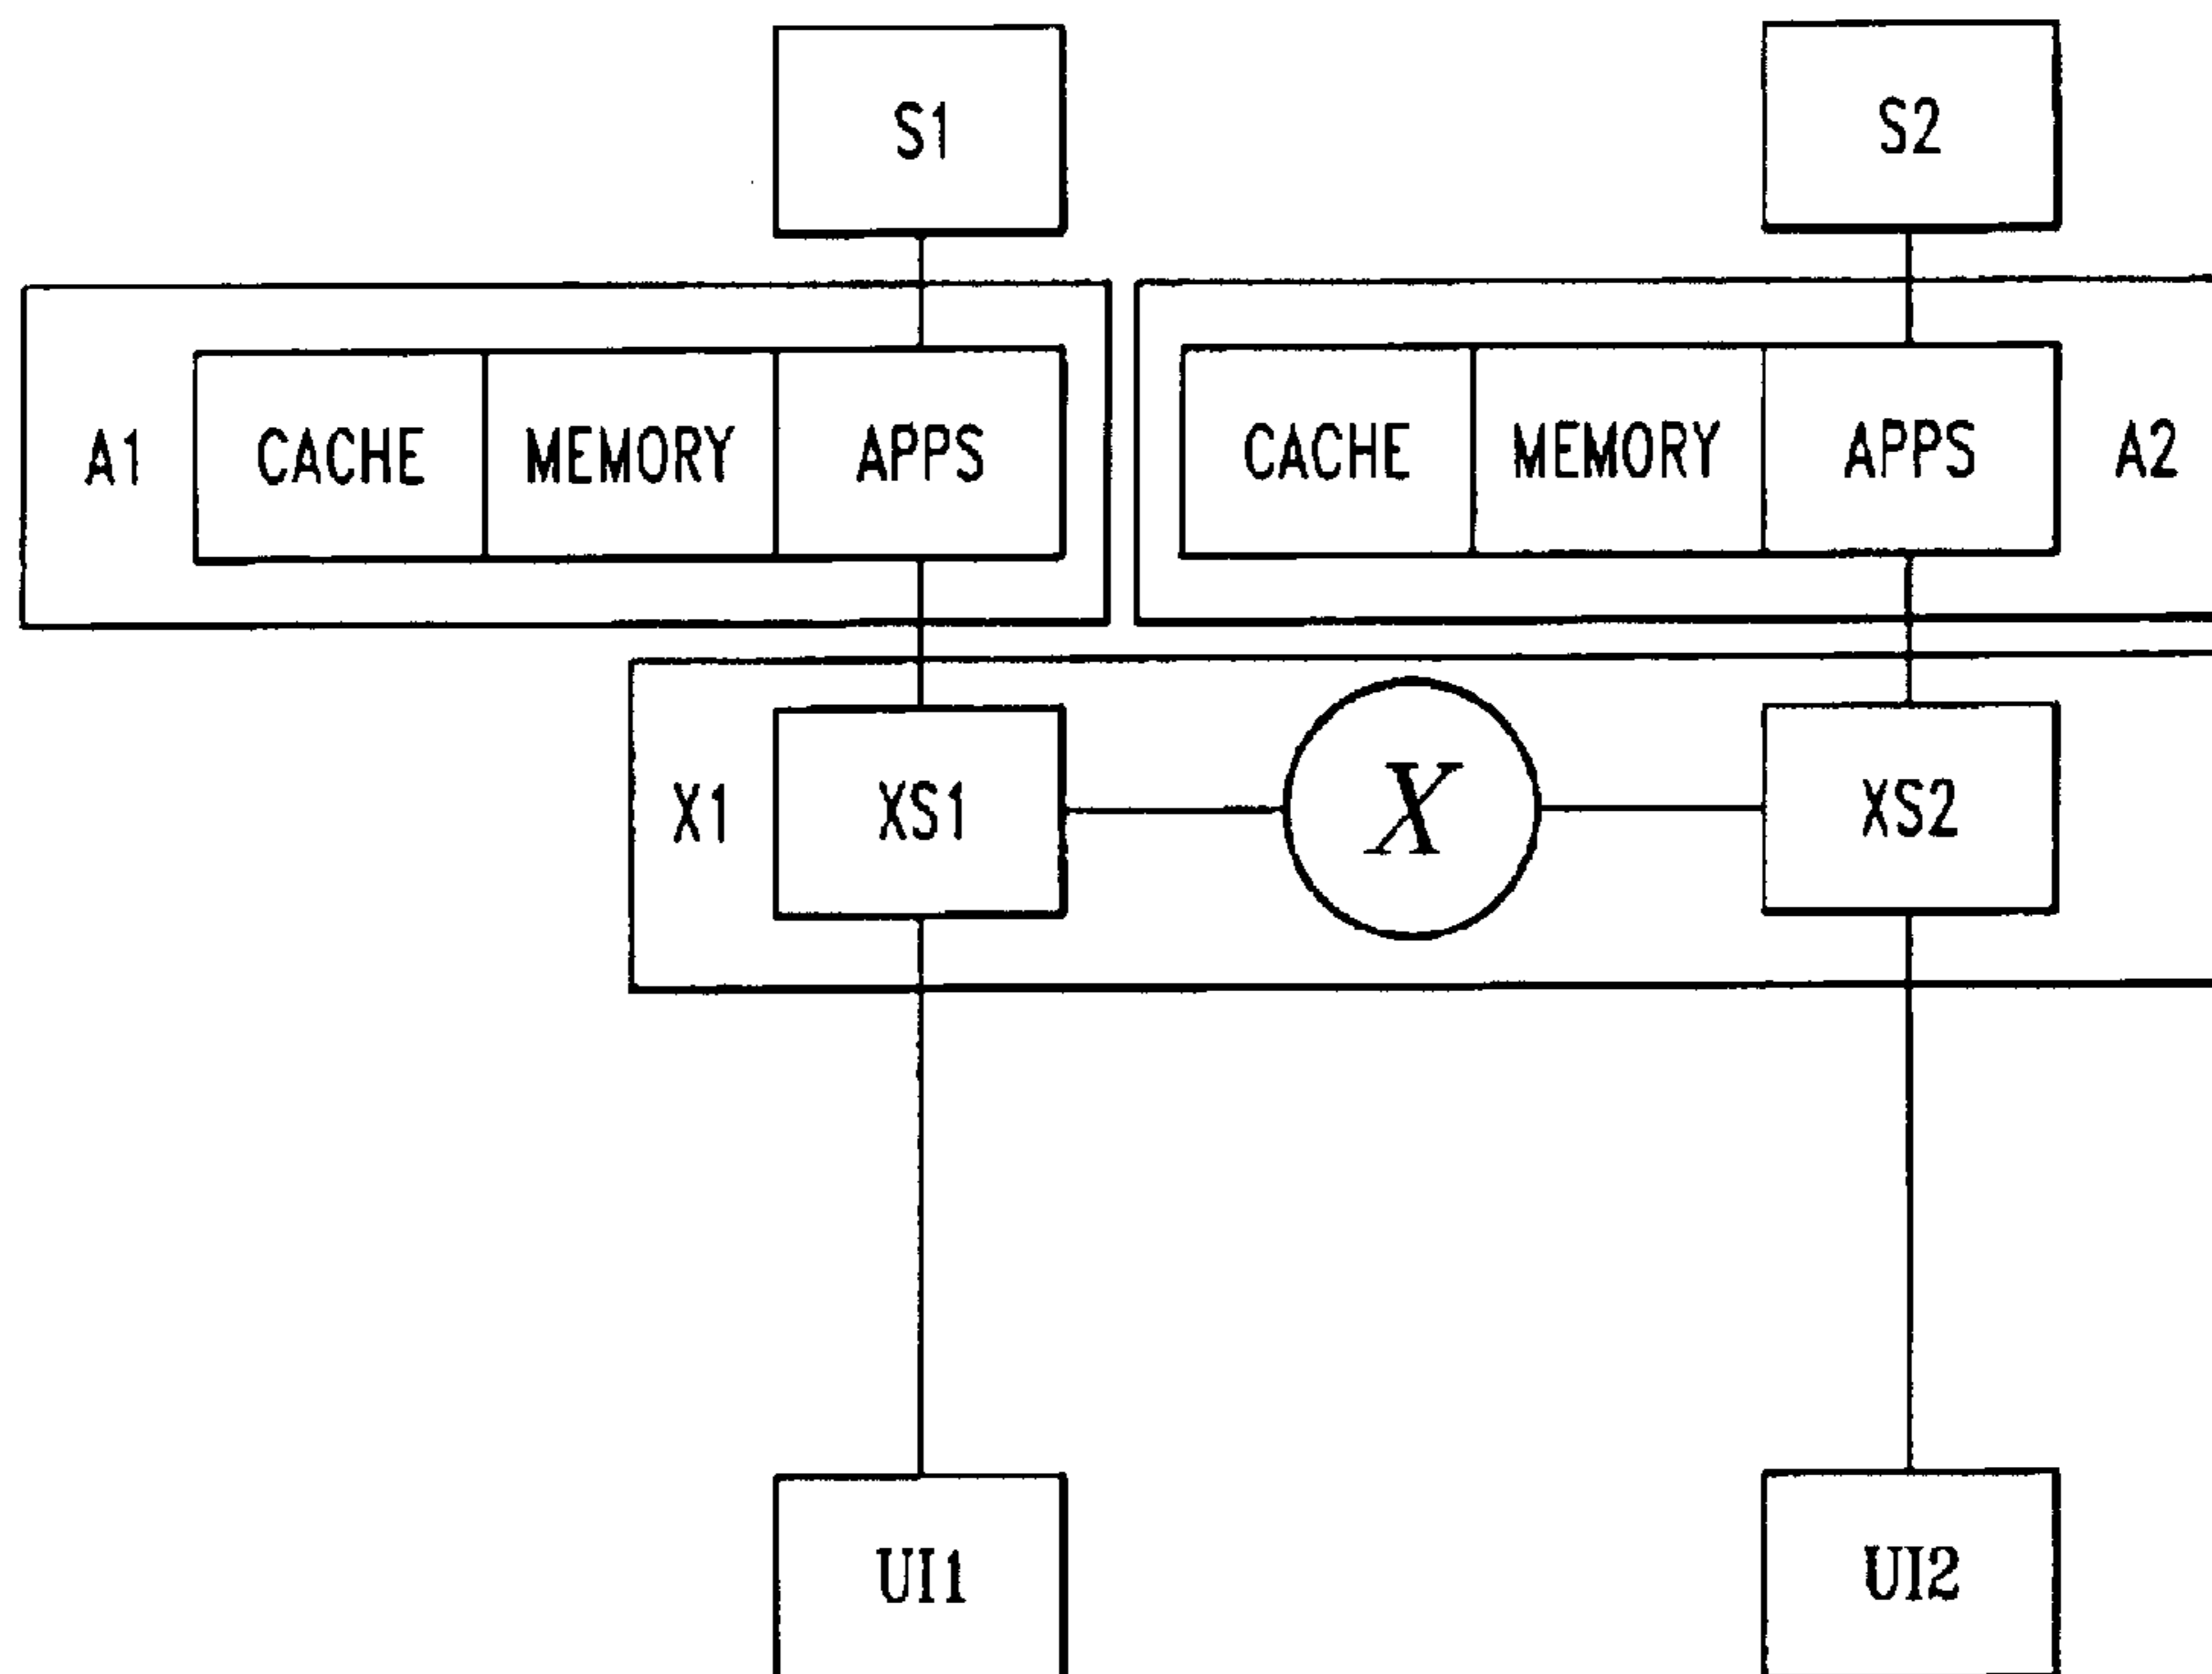 S1 S2
A1 CACHE MEMORY APPS CACHE MEMORY APPS A2
X1 XS1 X XS2
UI1 UI2